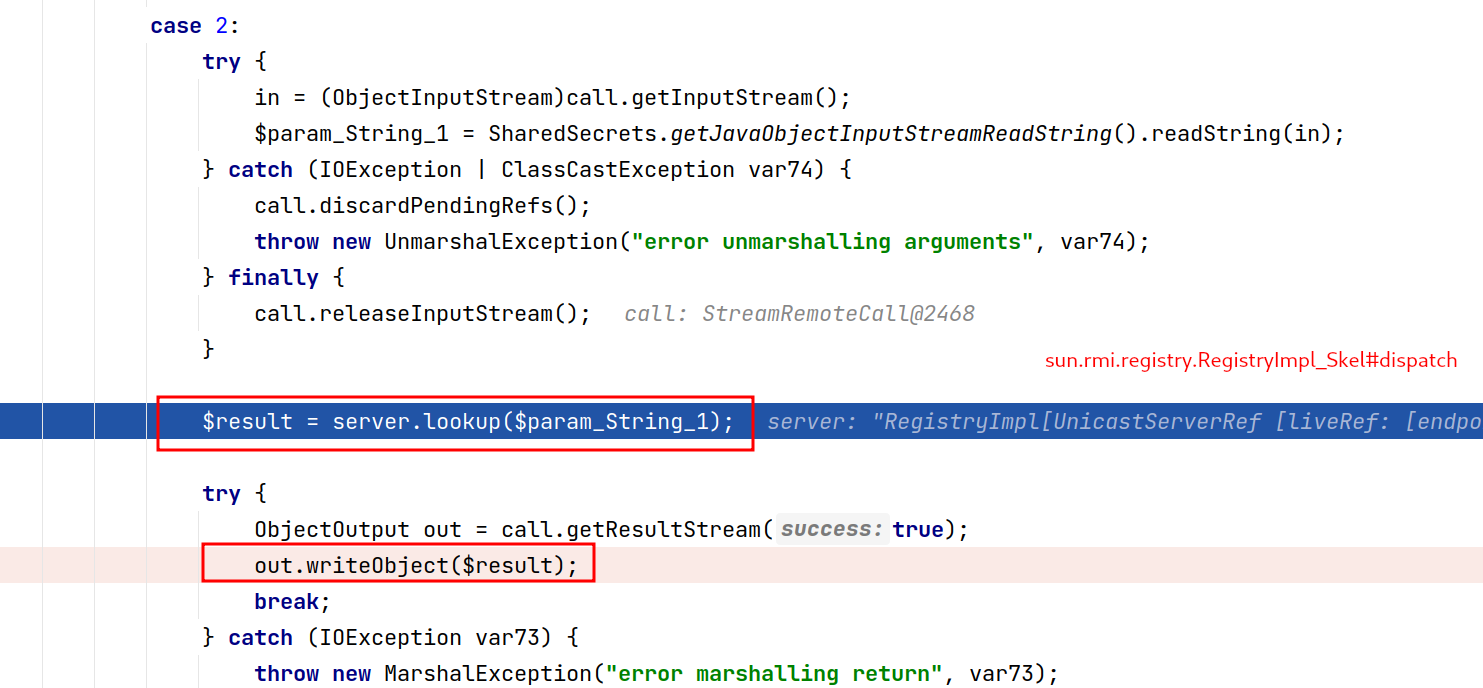 case 2:
try {
in = (ObjectInputStream)call.getInputStream();
$param_String_1 = SharedSecrets.getJavaObjectInputStreamReadString().readString(in);
} catch (IOException | ClassCastException var74) {
call.discardPendingRefs();
throw new UnmarshalException("error unmarshalling arguments", var74);
} finally {
call.releaseInputStream(); call: StreamRemoteCall@2468
}
sun.rmi.registry.RegistryImpl_Skel#dispatch
$result = server.lookup($param_String_1); server: "RegistryImpl[UnicastServerRef [liveRef: [endpo
try {
ObjectOutput out = call.getResultStream( success: true);
out.writeObject($result);
break;
} catch (IOException var73) {
throw new MarshalException("error marshalling return", var73);